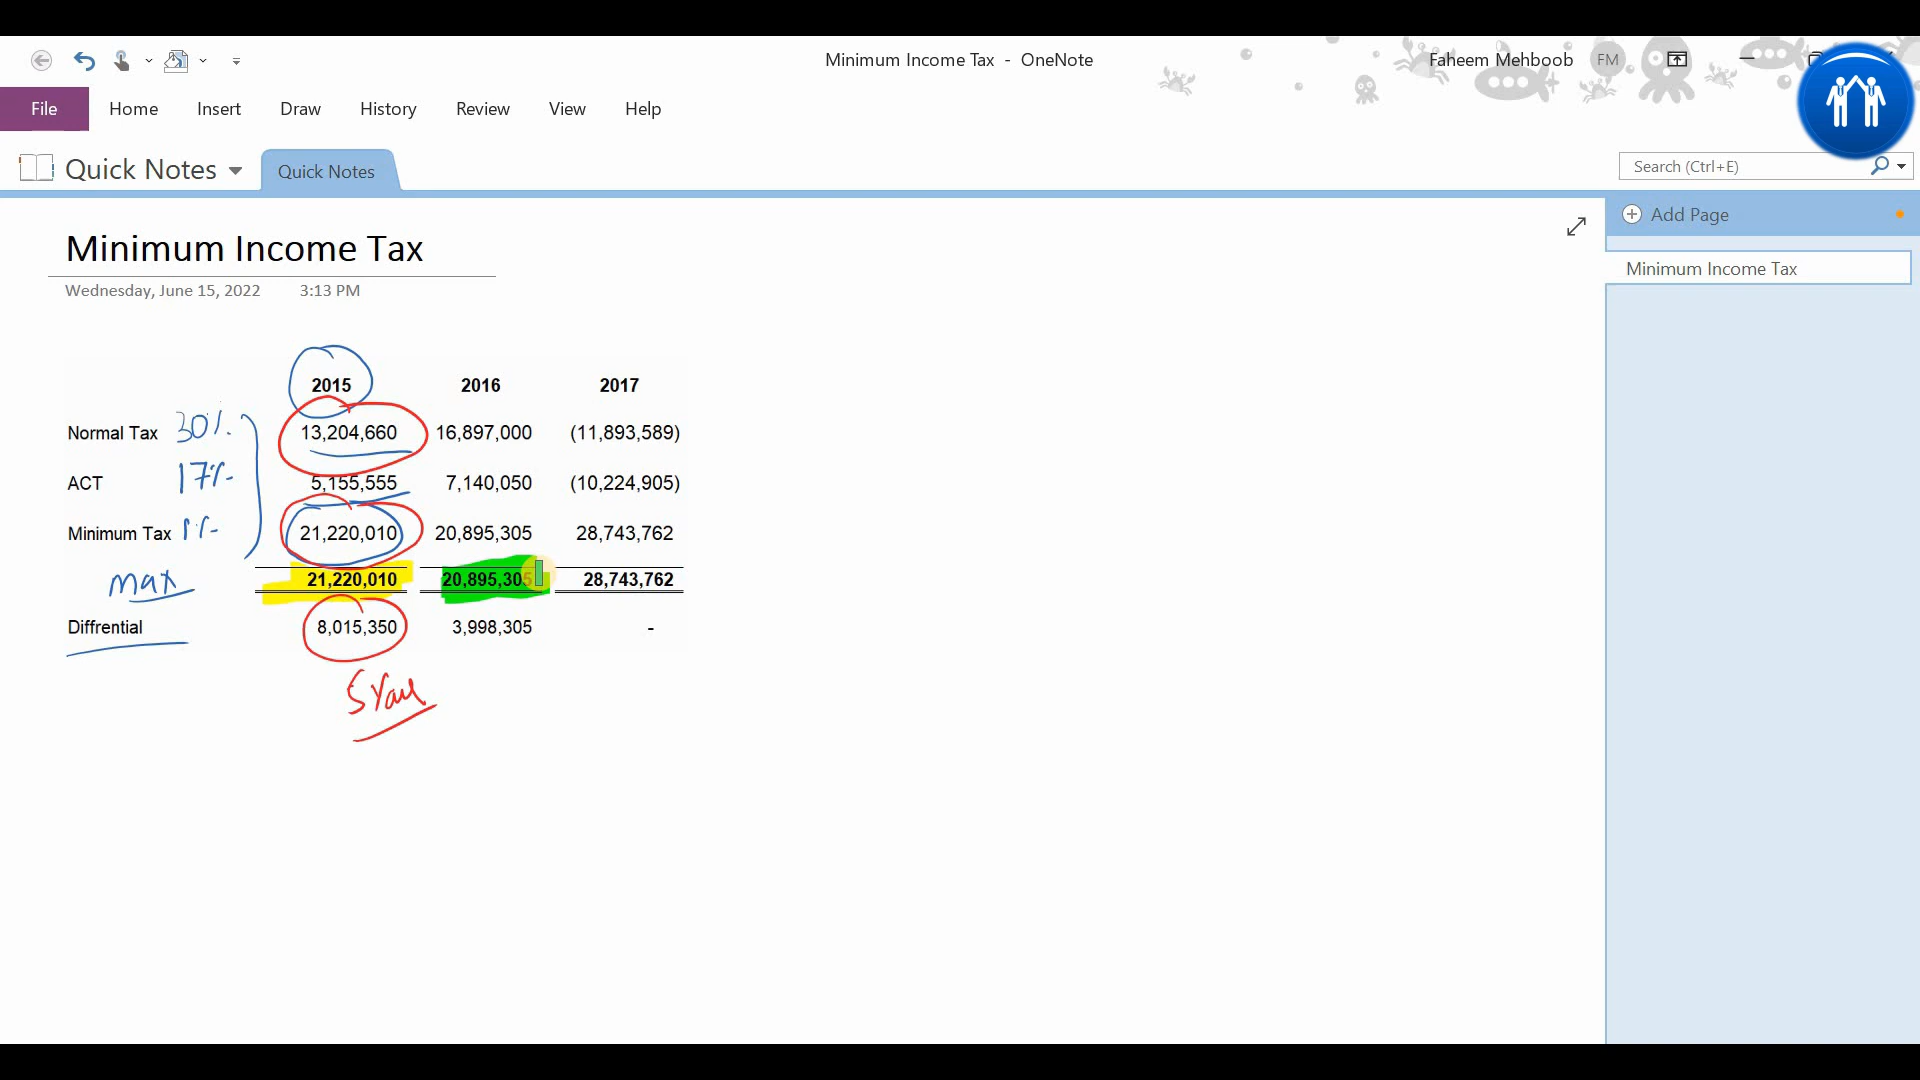 Minimum Income Tax - OneNote
Faheem Mehboob FM
File Home Insert Draw History Review View Help
Quick Notes Quick Notes
Search (Ctrl+E)
Add Page
Minimum Income Tax
Minimum Income Tax
Wednesday, June 15, 2022 3:13 PM
2015 2016 2017
Normal Tax 30% 13,204,660 16,897,000 (11,893,589)
ACT 17% 5,155,555 7,140,050 (10,224,905)
Minimum Tax 1% 21,220,010 20,895,305 28,743,762
max 21,220,010 20,895,305 28,743,762
Diffrential 8,015,350 3,998,305 -
5